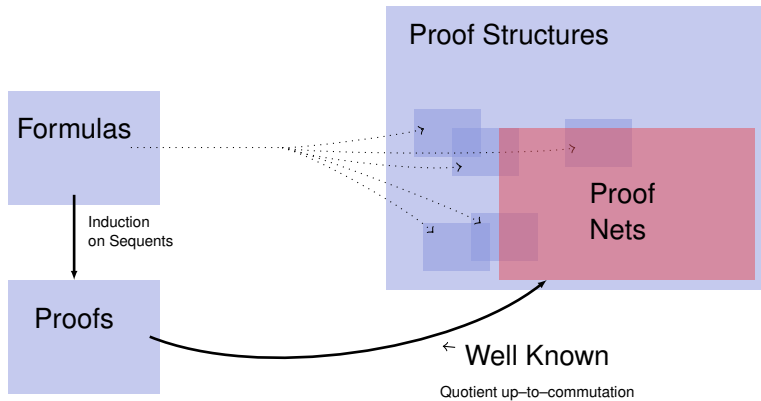 Proof Structures
Formulas
Proof
Nets
Induction
on Sequents
Proofs
Well Known
Quotient up–to–commutation